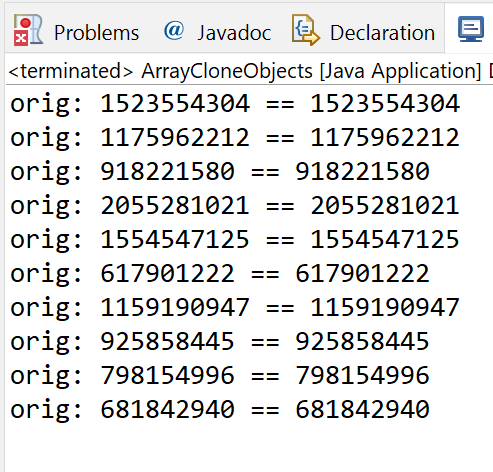 Problems @ Javadoc Declaration
<terminated> ArrayCloneObjects [Java Application]
orig: 1523554304 == 1523554304
orig: 1175962212 == 1175962212
orig: 918221580 == 918221580
orig: 2055281021 == 2055281021
orig: 1554547125 == 1554547125
orig: 617901222 == 617901222
orig: 1159190947 == 1159190947
orig: 925858445 == 925858445
orig: 798154996 == 798154996
orig: 681842940 == 681842940